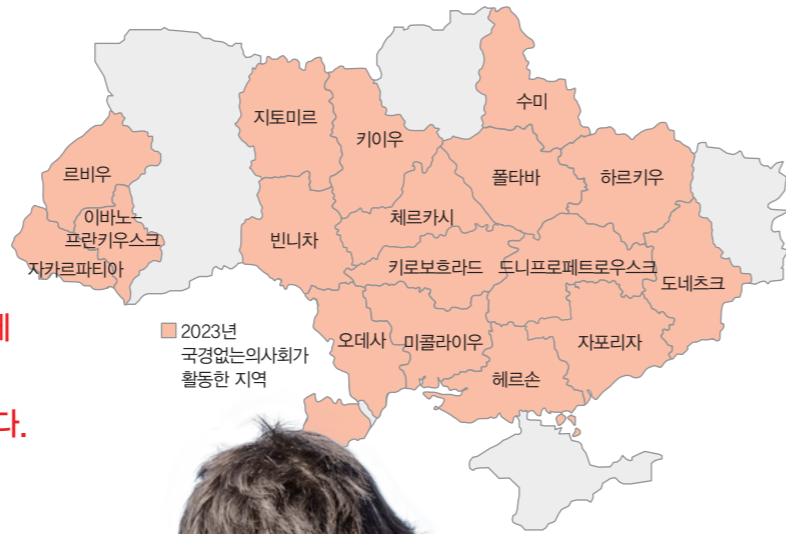 수미
지토미르
키이우
르비우
폴타바
하르키우
이바노-
프란키우스크
체르카시
빈니차
자카르파티아
키로보흐라드
드니프로페트로우스크
도네츠크
에
2023년
국경없는의사회가
활동한 지역
오데사
미콜라이우
자포리자
헤르손
다.